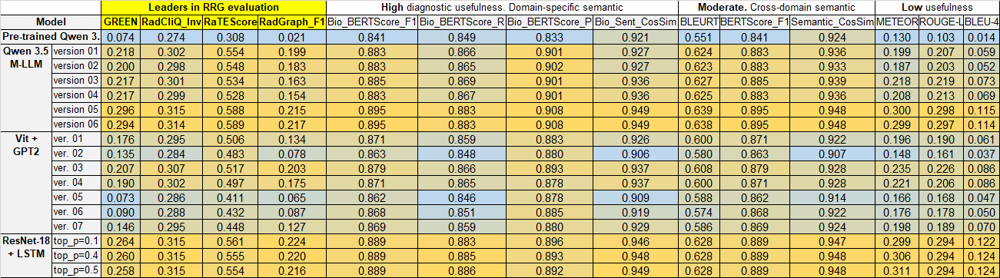 Leaders in RRG evaluation High diagnostic usefulness. Domain-specific semantic Moderate. Cross-domain semantic Low usefulness
Model GREEN RadCliQ_Inv RaTEScore RadGraph_F1 Bio_BERTScore_F1 Bio_BERTScore_R Bio_BERTScore_P Bio_Sent_CosSim BLEURT BERTScore_F1 Semantic_CosSim METEOR ROUGE-L BLEU-4
Pre-trained Qwen 3. 0.074 0.274 0.308 0.021 0.841 0.849 0.833 0.921 0.551 0.841 0.924 0.130 0.103 0.014
Qwen 3.5 version 01 0.218 0.302 0.554 0.199 0.883 0.866 0.901 0.927 0.624 0.883 0.936 0.199 0.207 0.059
M-LLM version 02 0.200 0.298 0.548 0.183 0.883 0.865 0.902 0.927 0.623 0.883 0.933 0.187 0.203 0.052
version 03 0.217 0.301 0.534 0.163 0.885 0.869 0.901 0.936 0.627 0.885 0.939 0.218 0.219 0.073
version 04 0.217 0.299 0.528 0.154 0.883 0.867 0.901 0.936 0.625 0.883 0.936 0.208 0.213 0.069
version 05 0.296 0.315 0.588 0.215 0.895 0.883 0.908 0.949 0.639 0.895 0.948 0.300 0.298 0.115
version 06 0.294 0.314 0.589 0.217 0.895 0.883 0.908 0.949 0.638 0.895 0.948 0.299 0.297 0.114
Vit + ver. 01 0.176 0.295 0.506 0.134 0.871 0.859 0.883 0.926 0.600 0.871 0.922 0.196 0.190 0.061
GPT2 ver. 02 0.135 0.284 0.483 0.078 0.863 0.848 0.880 0.906 0.580 0.863 0.907 0.148 0.161 0.037
ver. 03 0.207 0.307 0.517 0.203 0.879 0.866 0.893 0.937 0.608 0.879 0.928 0.235 0.226 0.086
ver. 04 0.190 0.302 0.497 0.175 0.871 0.865 0.878 0.937 0.600 0.871 0.928 0.221 0.206 0.086
ver. 05 0.073 0.286 0.411 0.065 0.862 0.846 0.878 0.909 0.588 0.862 0.914 0.166 0.168 0.047
ver. 06 0.090 0.288 0.432 0.087 0.868 0.851 0.885 0.919 0.574 0.868 0.922 0.176 0.178 0.050
ver. 07 0.146 0.295 0.448 0.127 0.869 0.859 0.880 0.929 0.586 0.869 0.924 0.198 0.189 0.070
ResNet-18 top_p=0.1 0.264 0.315 0.561 0.224 0.889 0.883 0.896 0.946 0.628 0.889 0.947 0.299 0.294 0.122
+ LSTM top_p=0.4 0.260 0.315 0.555 0.220 0.889 0.885 0.893 0.948 0.628 0.889 0.948 0.306 0.294 0.124
top_p=0.5 0.258 0.315 0.554 0.216 0.889 0.886 0.892 0.949 0.628 0.889 0.948 0.311 0.294 0.124